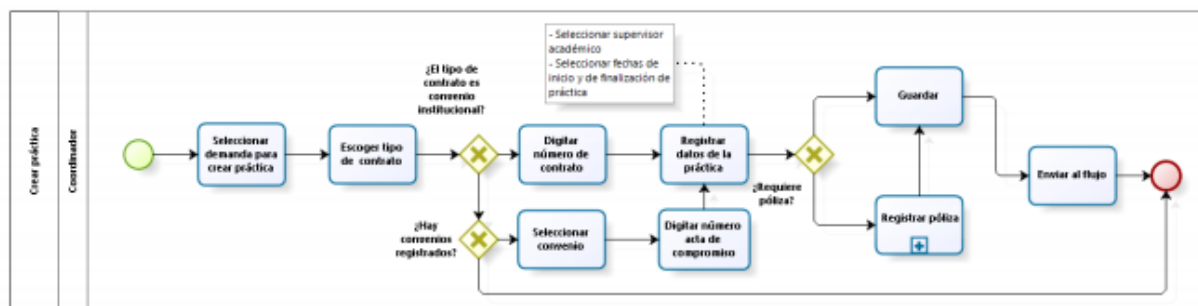 Crear práctica
Coordinador
Seleccionar
demanda para
crear práctica
Escoger tipo
de contrato
¿El tipo de
contrato es
convenio
institucional?
Digitar
número de
contrato
- Seleccionar supervisor
académico
- Seleccionar fechas de
inicio y de finalización de
práctica
Registrar
datos de la
práctica
¿Requiere
póliza?
Guardar
Registrar póliza
Enviar al flujo
¿Hay
convenios
registrados?
Seleccionar
convenio
Digitar número
acta de
compromiso